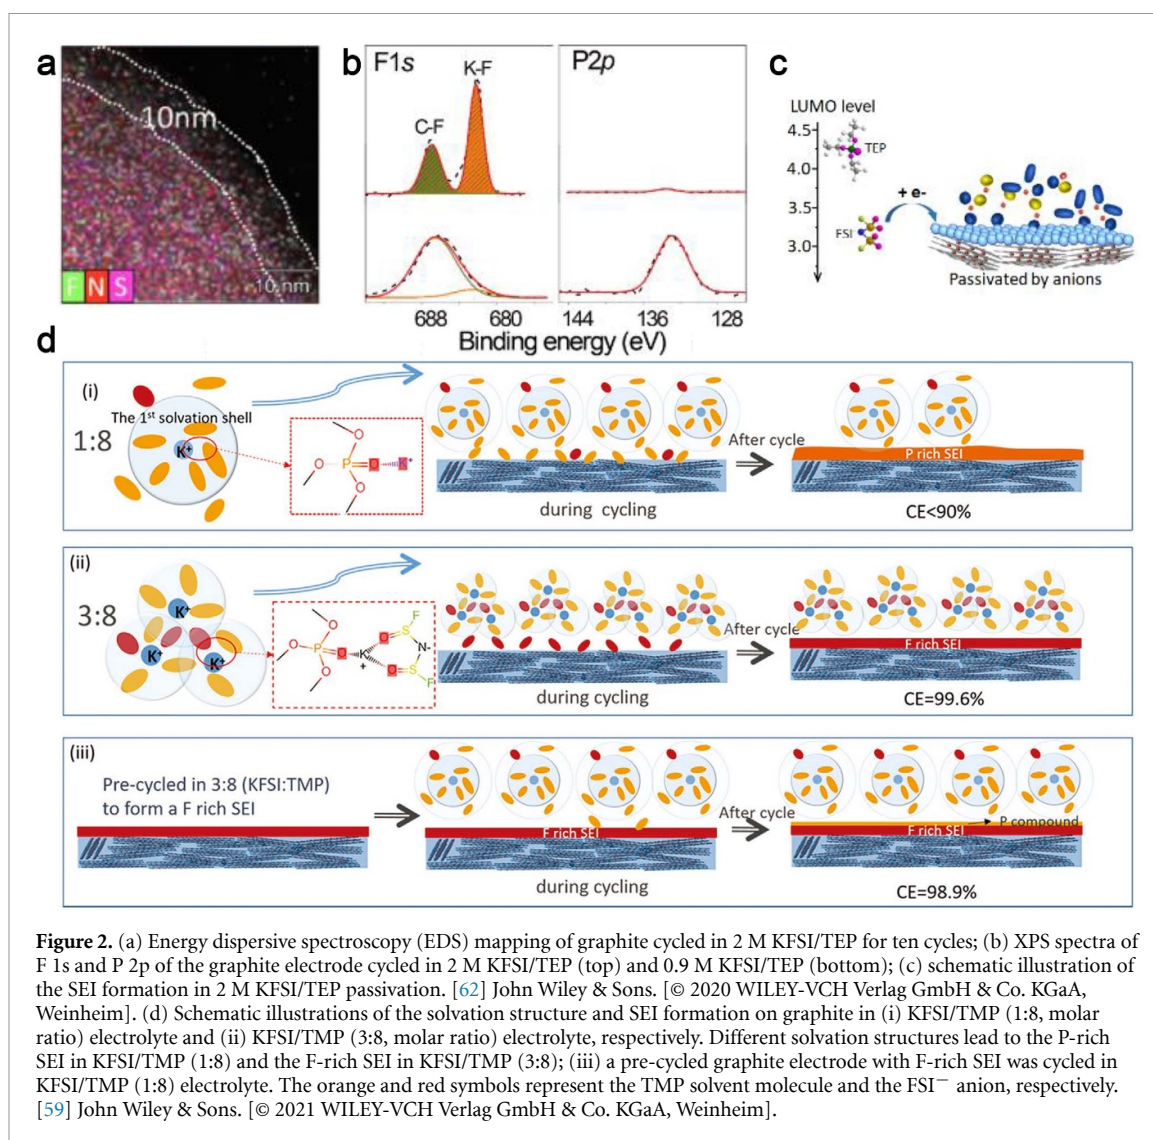 a
10nm
F N S
10 nm
b
F1s
K-F
C-F
P2p
688 680 144 136 128
Binding energy (eV)
c
LUMO level
4.5
4.0
3.5
3.0
TEP
FSI
+ e-
Passivated by anions
d
(i)
The 1st solvation shell
1:8
K+
O
O
P
O
K+
O
during cycling
After cycle
P rich SEI
CE<90%
(ii)
3:8
K+
K+
K+
F
O
O
S
O
P
O
K
N-
+
O
O
S
F
during cycling
After cycle
F rich SEI
CE=99.6%
(iii)
Pre-cycled in 3:8 (KFSI:TMP)
to form a F rich SEI
F rich SEI
during cycling
After cycle
P compound
F rich SEI
CE=98.9%
Figure 2. (a) Energy dispersive spectroscopy (EDS) mapping of graphite cycled in 2 M KFSI/TEP for ten cycles; (b) XPS spectra of
F 1s and P 2p of the graphite electrode cycled in 2 M KFSI/TEP (top) and 0.9 M KFSI/TEP (bottom); (c) schematic illustration of
the SEI formation in 2 M KFSI/TEP passivation. [62] John Wiley & Sons. [© 2020 WILEY-VCH Verlag GmbH & Co. KGaA,
Weinheim]. (d) Schematic illustrations of the solvation structure and SEI formation on graphite in (i) KFSI/TMP (1:8, molar
ratio) electrolyte and (ii) KFSI/TMP (3:8, molar ratio) electrolyte, respectively. Different solvation structures lead to the P-rich
SEI in KFSI/TMP (1:8) and the F-rich SEI in KFSI/TMP (3:8); (iii) a pre-cycled graphite electrode with F-rich SEI was cycled in
KFSI/TMP (1:8) electrolyte. The orange and red symbols represent the TMP solvent molecule and the FSI− anion, respectively.
[59] John Wiley & Sons. [© 2021 WILEY-VCH Verlag GmbH & Co. KGaA, Weinheim].